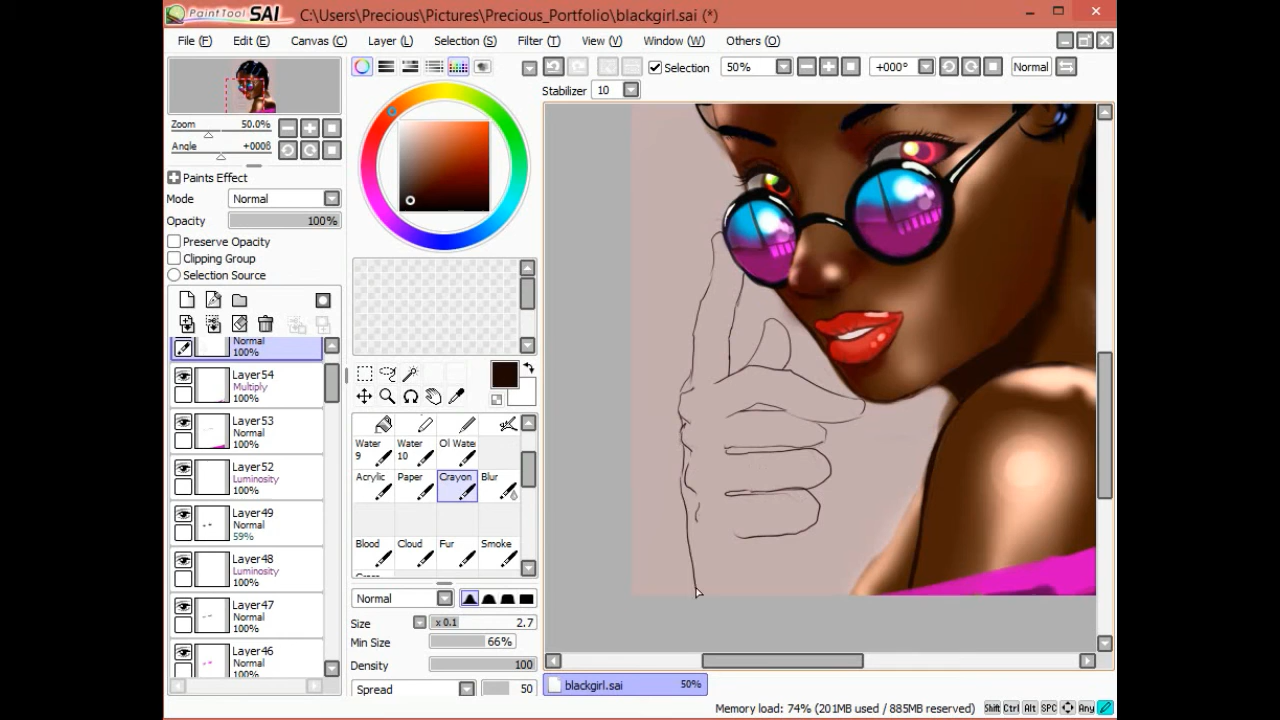 PaintTool SAI C:\Users\Precious\Pictures\Precious_Portfolio\blackgirl.sai (*)
File (F) Edit (E) Canvas (C) Layer (L) Selection (S) Filter (T) View (V) Window (W) Others (O)
Selection 50% +000° Normal
Stabilizer 10
Zoom 50.0%
Angle +000ß
Paints Effect
Mode Normal
Opacity 100%
Preserve Opacity
Clipping Group
Selection Source
Normal
100%
Layer54
Multiply
100%
Layer53
Normal
100%
Layer52
Luminosity
100%
Layer49
Normal
59%
Layer48
Luminosity
100%
Layer47
Normal
100%
Layer46
Normal
100%
Water 9
Water 10
Ol Wate
Acrylic Paper Crayon Blur
Blood Cloud Fur Smoke
Normal
Size x 0.1 2.7
Min Size 66%
Density 100
Spread 50
blackgirl.sai 50%
Memory load: 74% (201MB used / 885MB reserved) Shift Ctrl Alt SPC Any